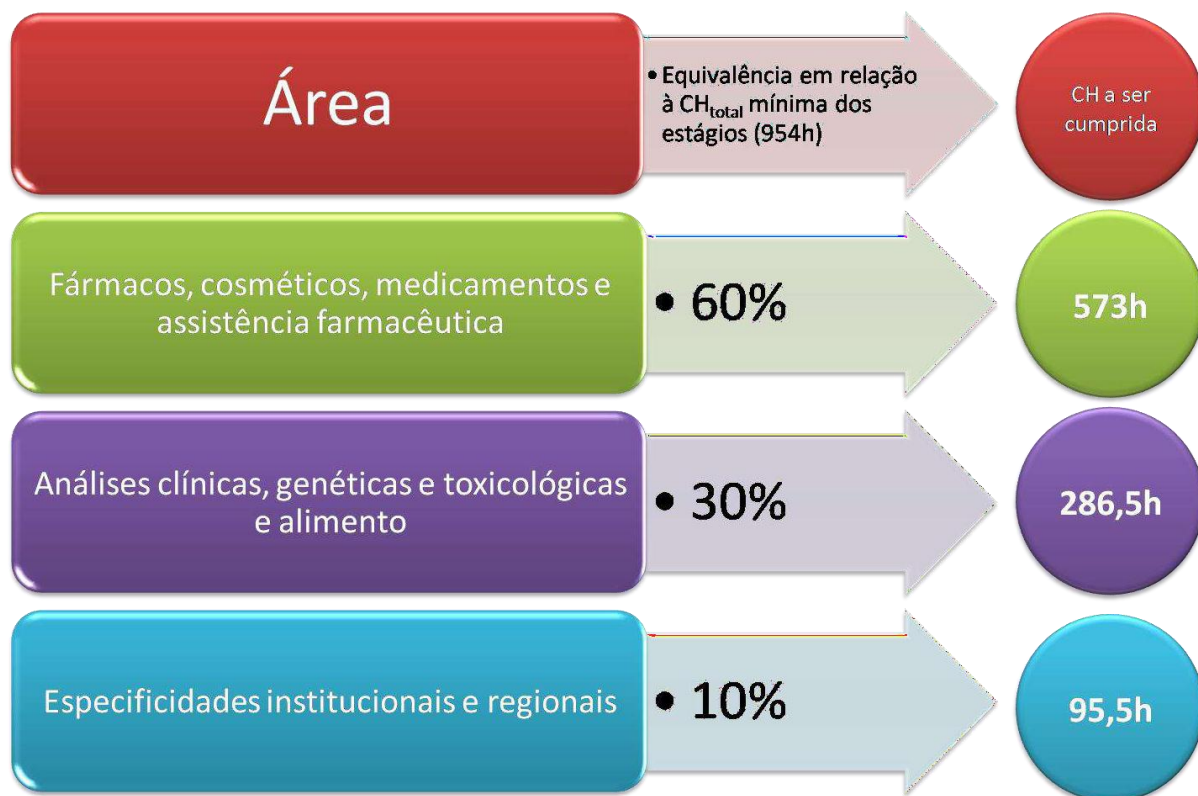 Área
• Equivalência em relação
à CHtotal mínima dos
estágios (954h)
CH a ser
cumprida
Fármacos, cosméticos, medicamentos e
assistência farmacêutica
• 60%
573h
Análises clínicas, genéticas e toxicológicas
e alimento
• 30%
286,5h
Especificidades institucionais e regionais
• 10%
95,5h